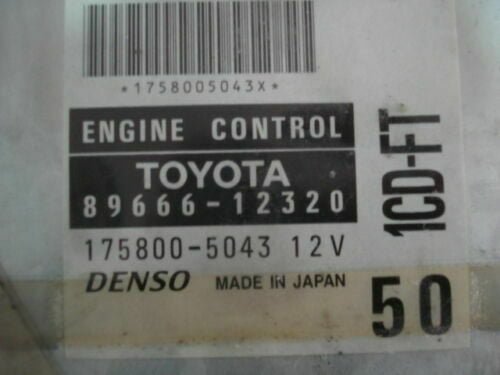 *1758005043X*
ENGINE CONTROL
TOYOTA
89666-12320
175800-5043 12V
DENSO MADE IN JAPAN
1CD-FT
50